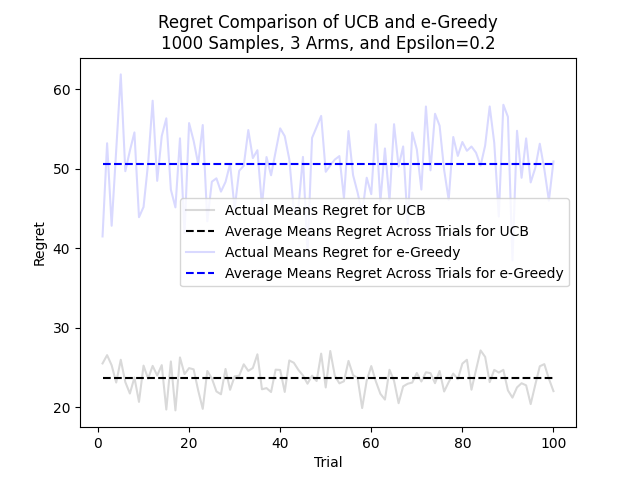 Regret Comparison of UCB and e-Greedy
1000 Samples, 3 Arms, and Epsilon=0.2
Regret
60
50
40
30
20
Actual Means Regret for UCB
Average Means Regret Across Trials for UCB
Actual Means Regret for e-Greedy
Average Means Regret Across Trials for e-Greedy
0 20 40 60 80 100
Trial